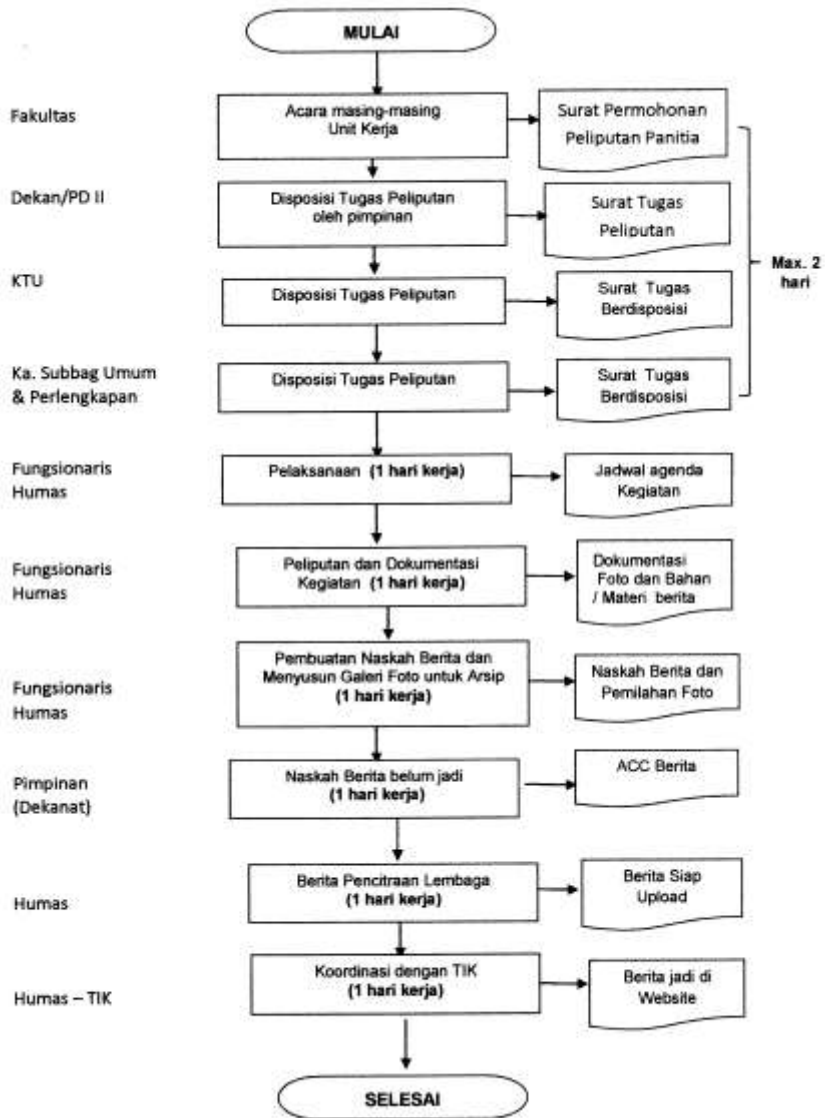 MULAI
Fakultas
Acara masing-masing
Unit Kerja
Surat Permohonan
Peliputan Panitia
Dekan/PD II
Disposisi Tugas Peliputan
oleh pimpinan
Surat Tugas
Peliputan
Max. 2
hari
KTU
Disposisi Tugas Peliputan
Surat Tugas
Berdisposisi
Ka. Subbag Umum
& Perlengkapan
Disposisi Tugas Peliputan
Surat Tugas
Berdisposisi
Fungsionaris
Humas
Pelaksanaan (1 hari kerja)
Jadwal agenda
Kegiatan
Fungsionaris
Humas
Peliputan dan Dokumentasi
Kegiatan (1 hari kerja)
Dokumentasi
Foto dan Bahan
/ Materi berita
Fungsionaris
Humas
Pembuatan Naskah Berita dan
Menyusun Galeri Foto untuk Arsip
(1 hari kerja)
Naskah Berita dan
Pemilahan Foto
Pimpinan
(Dekanat)
Naskah Berita belum jadi
(1 hari kerja)
ACC Berita
Humas
Berita Pencitraan Lembaga
(1 hari kerja)
Berita Siap
Upload
Humas – TIK
Koordinasi dengan TIK
(1 hari kerja)
Berita jadi di
Website
SELESAI